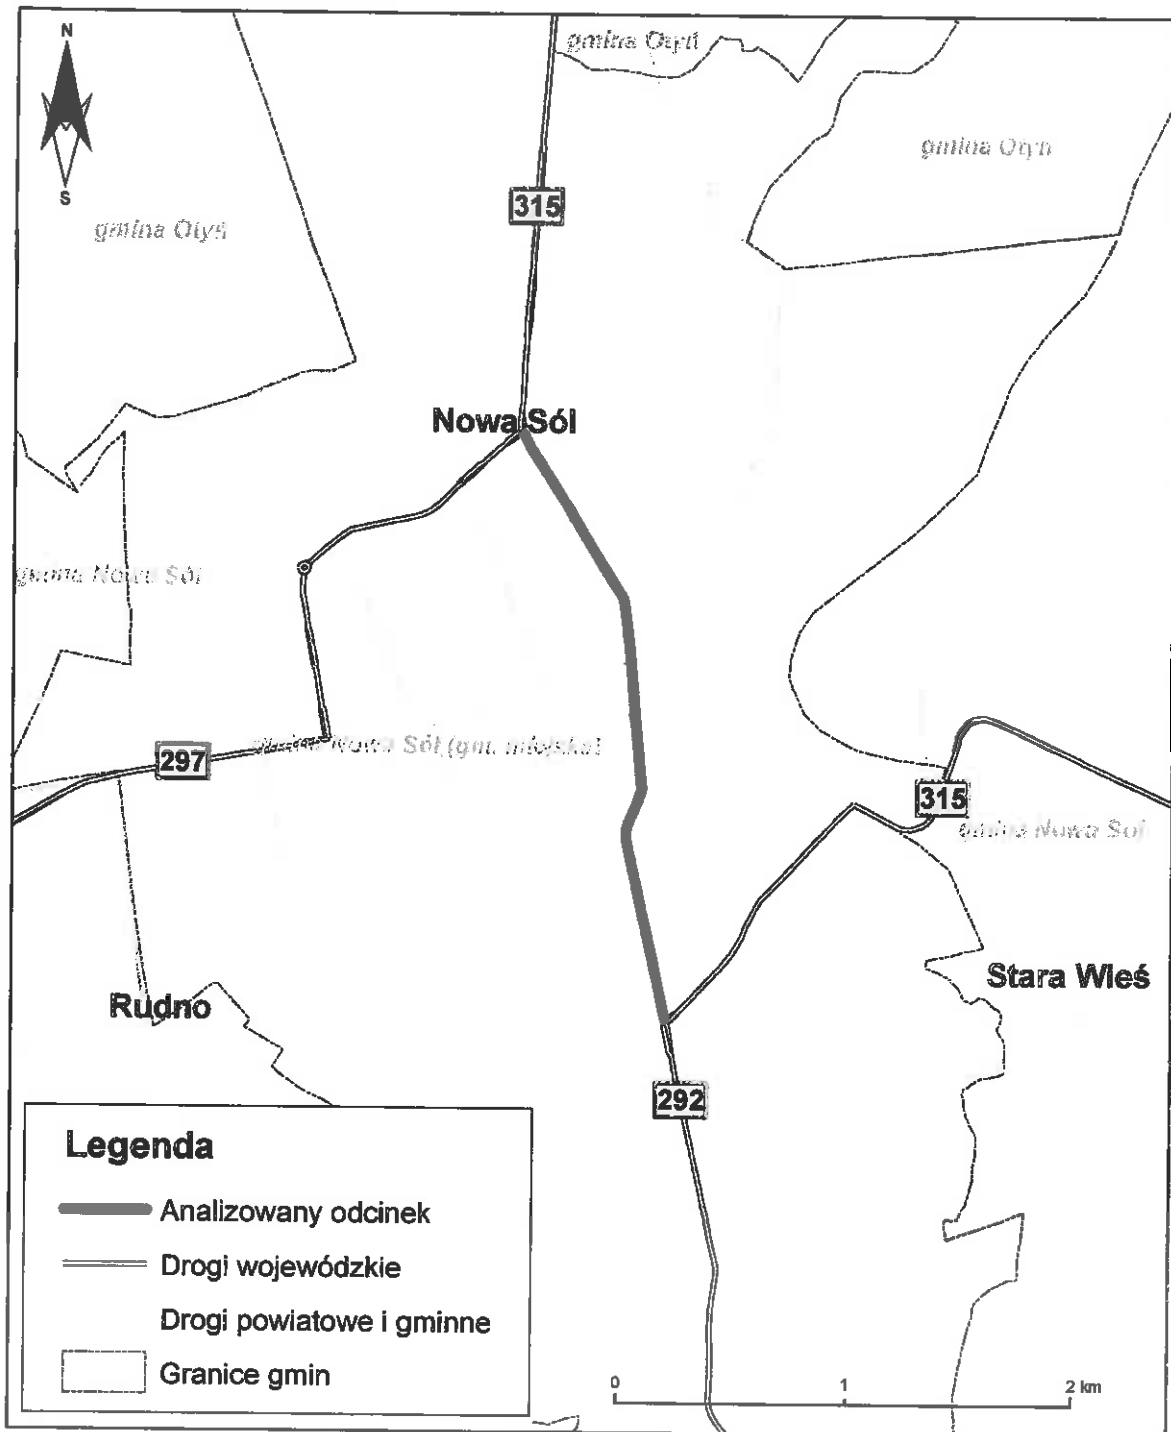 N
S
gmina Otyń
gmina Otyń
gmina Otyń
315
Nowa Sól
gmina Nowa Sól
297
gmina Nowa Sól (gm. miejska)
315
gmina Nowa Sól
Stara Wieś
Rudno
292
Legenda
Analizowany odcinek
Drogi wojewódzkie
Drogi powiatowe i gminne
Granice gmin
0 1 2 km